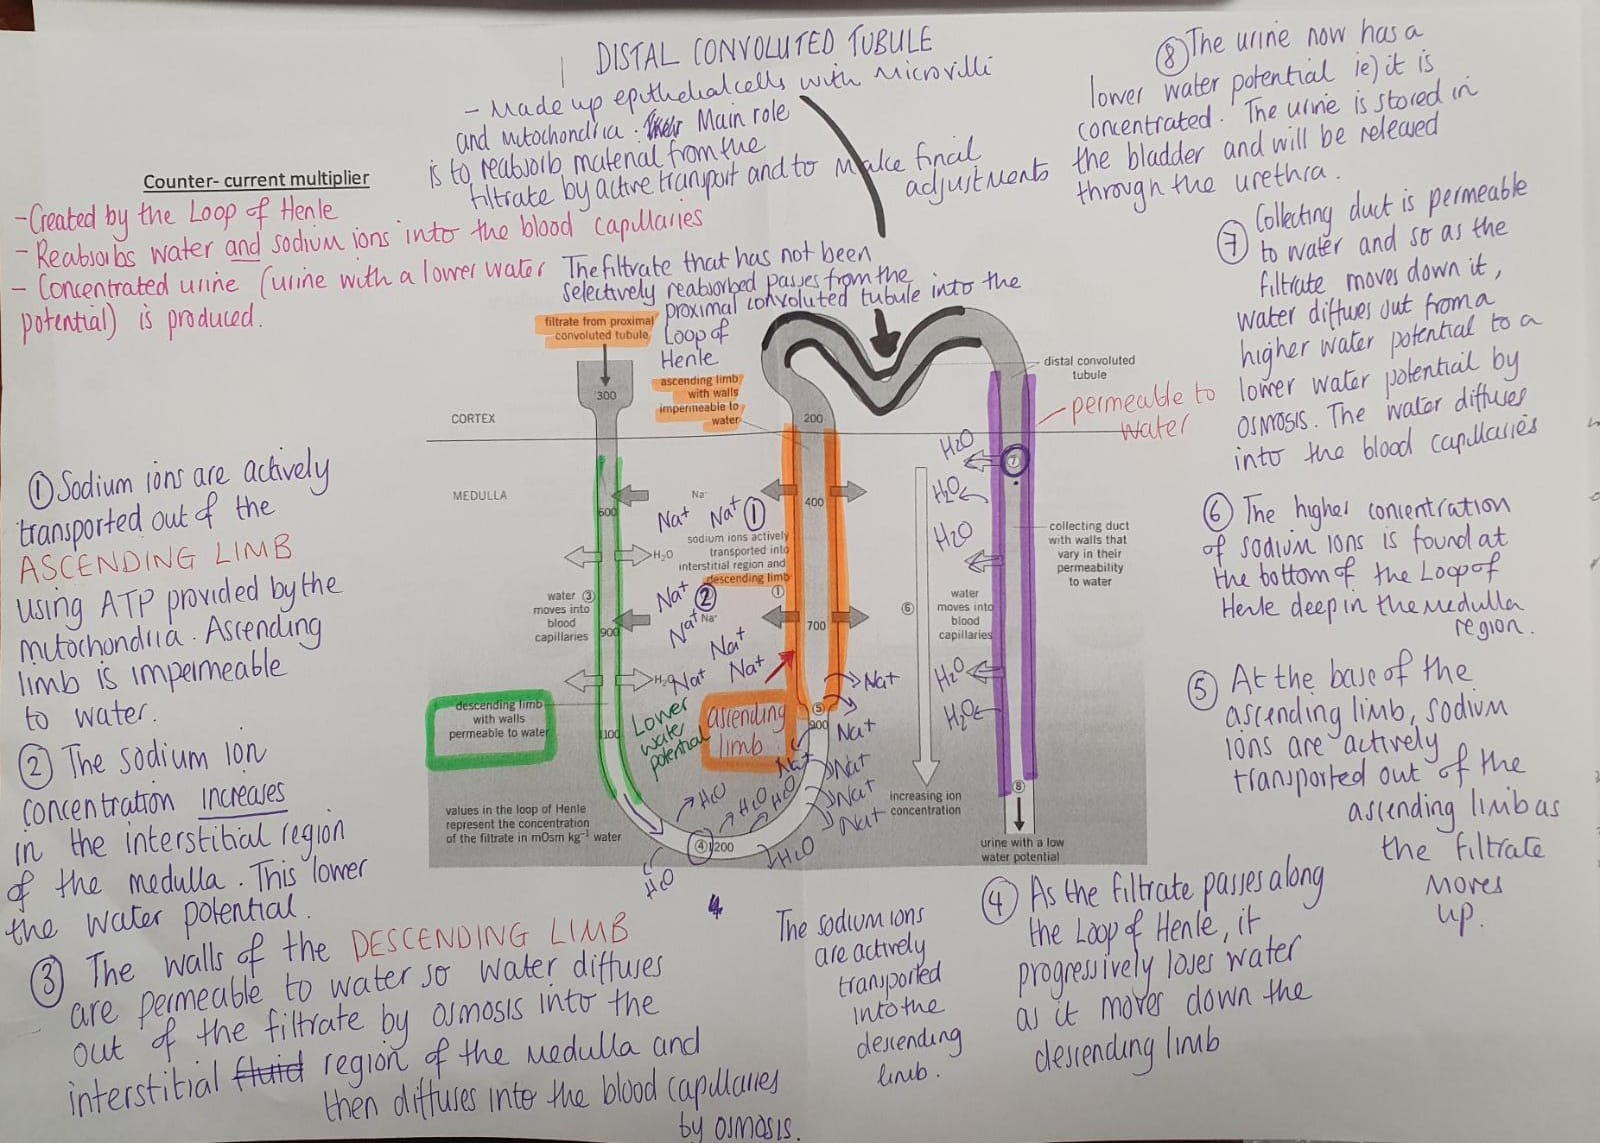 DISTAL CONVOLUTED TUBULE
- Made up epithelial cells with microvilli
and mitochondria. Main role
is to reabsorb material from the
filtrate by active transport and to make final
adjustments
Counter- current multiplier
- Created by the Loop of Henle
- Reabsorbs water and sodium ions into the blood capillaries
- Concentrated urine (urine with a lower water
potential) is produced.
The filtrate that has not been
selectively reabsorbed passes from the
proximal convoluted tubule into the
Loop of
Henle
⑧ The urine now has a
lower water potential ie) it is
concentrated. The urine is stored in
the bladder and will be released
through the urethra.
⑦ Collecting duct is permeable
to water and so as the
filtrate moves down it,
water diffuses out from a
higher water potential to a
lower water potential by
osmosis. The water diffuses
into the blood capillaries
⑥ The higher concentration
of sodium ions is found at
the bottom of the Loop of
Henle deep in the medulla
region.
⑤ At the base of the
ascending limb, sodium
ions are actively
transported out of the
ascending limb as
the filtrate
moves
up.
① Sodium ions are actively
transported out of the
ASCENDING LIMB
using ATP provided by the
mitochondria. Ascending
limb is impermeable
to water.
② The sodium ion
concentration increases
in the interstitial region
of the medulla. This lower
the water potential.
③ The walls of the DESCENDING LIMB
are permeable to water so water diffuses
out of the filtrate by osmosis into the
interstitial fluid region of the medulla and
then diffuses into the blood capillaries
by osmosis.
4
The sodium ions
are actively
transported
into the
descending
limb.
④ As the filtrate passes along
the Loop of Henle, it
progressively loses water
as it moves down the
descending limb
filtrate from proximal
convoluted tubule
300
ascending limb
with walls
impermeable to
water
200
distal convoluted
tubule
permeable to
water
CORTEX
MEDULLA
600
Na⁺
400
Na⁺ Na⁺ ①
sodium ions actively
transported into
interstitial region and
descending limb
①
H₂O
Na⁺ ②
Na⁺
Na⁺
Na⁺
Na⁺
water ③
moves into
blood
capillaries
900
700
H₂O
Na⁺
descending limb
with walls
permeable to water
1100
Lower
water
potential
ascending
limb
⑤
900
Na⁺
Na⁺
Na⁺
Na⁺
Na⁺
Na⁺
H₂O
H₂O
H₂O
H₂O
H₂O
④ 1200
values in the loop of Henle
represent the concentration
of the filtrate in mOsm kg⁻¹ water
⑥
increasing ion
concentration
H₂O
H₂O
H₂O
water
moves into
blood
capillaries
H₂O
H₂O
⑦
collecting duct
with walls that
vary in their
permeability
to water
⑧
urine with a low
water potential